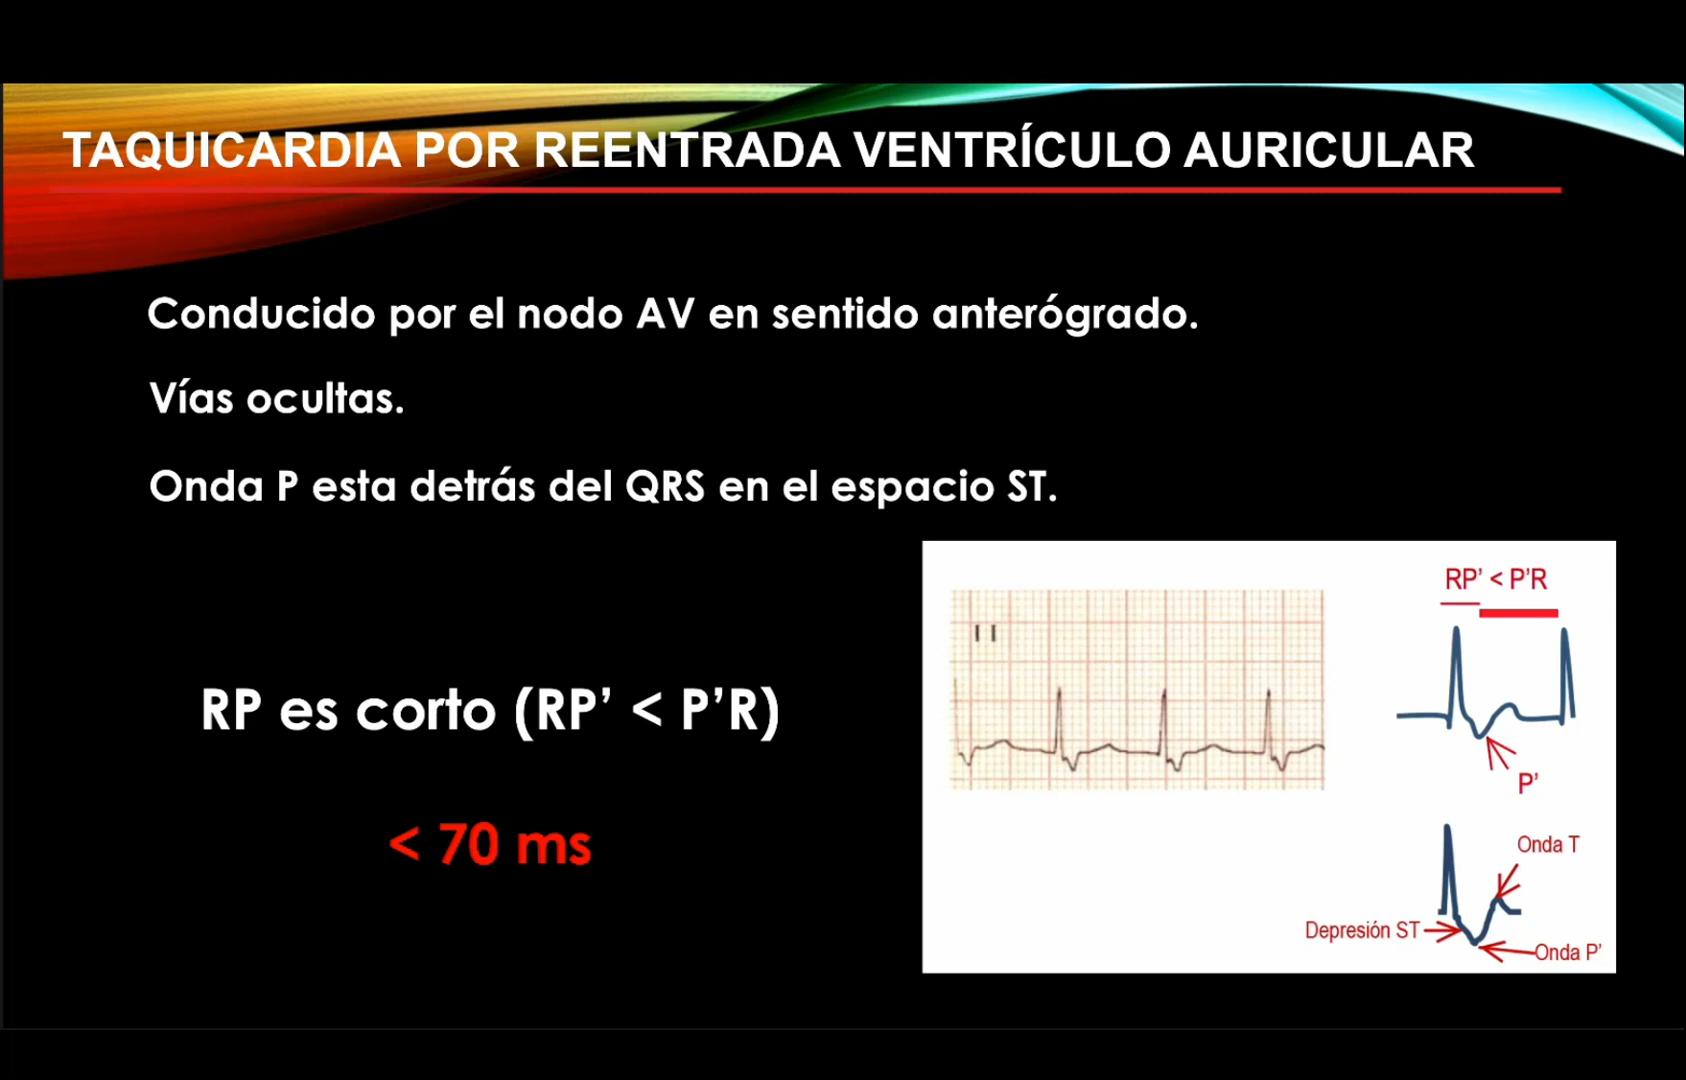 TAQUICARDIA POR REENTRADA VENTRÍCULO AURICULAR
Conducido por el nodo AV en sentido anterógrado.
Vías ocultas.
Onda P esta detrás del QRS en el espacio ST.
RP es corto (RP’ < P’R)
< 70 ms
II
RP’ < P’R
P’
Onda T
Depresión ST
Onda P’